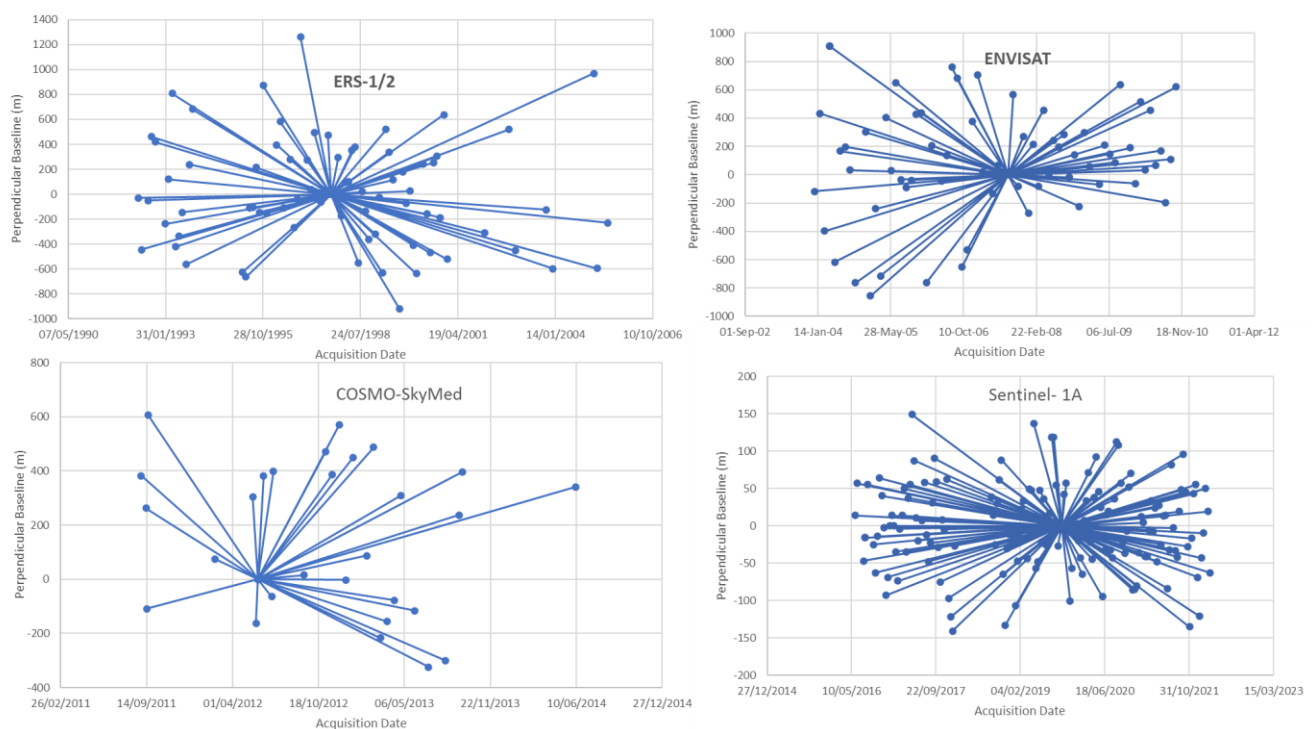 ERS-1/2
Perpendicular Baseline (m)
1400
1200
1000
800
600
400
200
0
-200
-400
-600
-800
-1000
07/05/1990 31/01/1993 28/10/1995 24/07/1998 19/04/2001 14/01/2004 10/10/2006
Acquisition Date
ENVISAT
Perpendicular Baseline (m)
1000
800
600
400
200
0
-200
-400
-600
-800
-1000
01-Sep-02 14-Jan-04 28-May-05 10-Oct-06 22-Feb-08 06-Jul-09 18-Nov-10 01-Apr-12
Acquisition Date
COSMO-SkyMed
Perpendicular Baseline (m)
800
600
400
200
0
-200
-400
26/02/2011 14/09/2011 01/04/2012 18/10/2012 06/05/2013 22/11/2013 10/06/2014 27/12/2014
Acquisition Date
Sentinel- 1A
Perpendicular Baseline (m)
200
150
100
50
0
-50
-100
-150
-200
27/12/2014 10/05/2016 22/09/2017 04/02/2019 18/06/2020 31/10/2021 15/03/2023
Acquisition Date